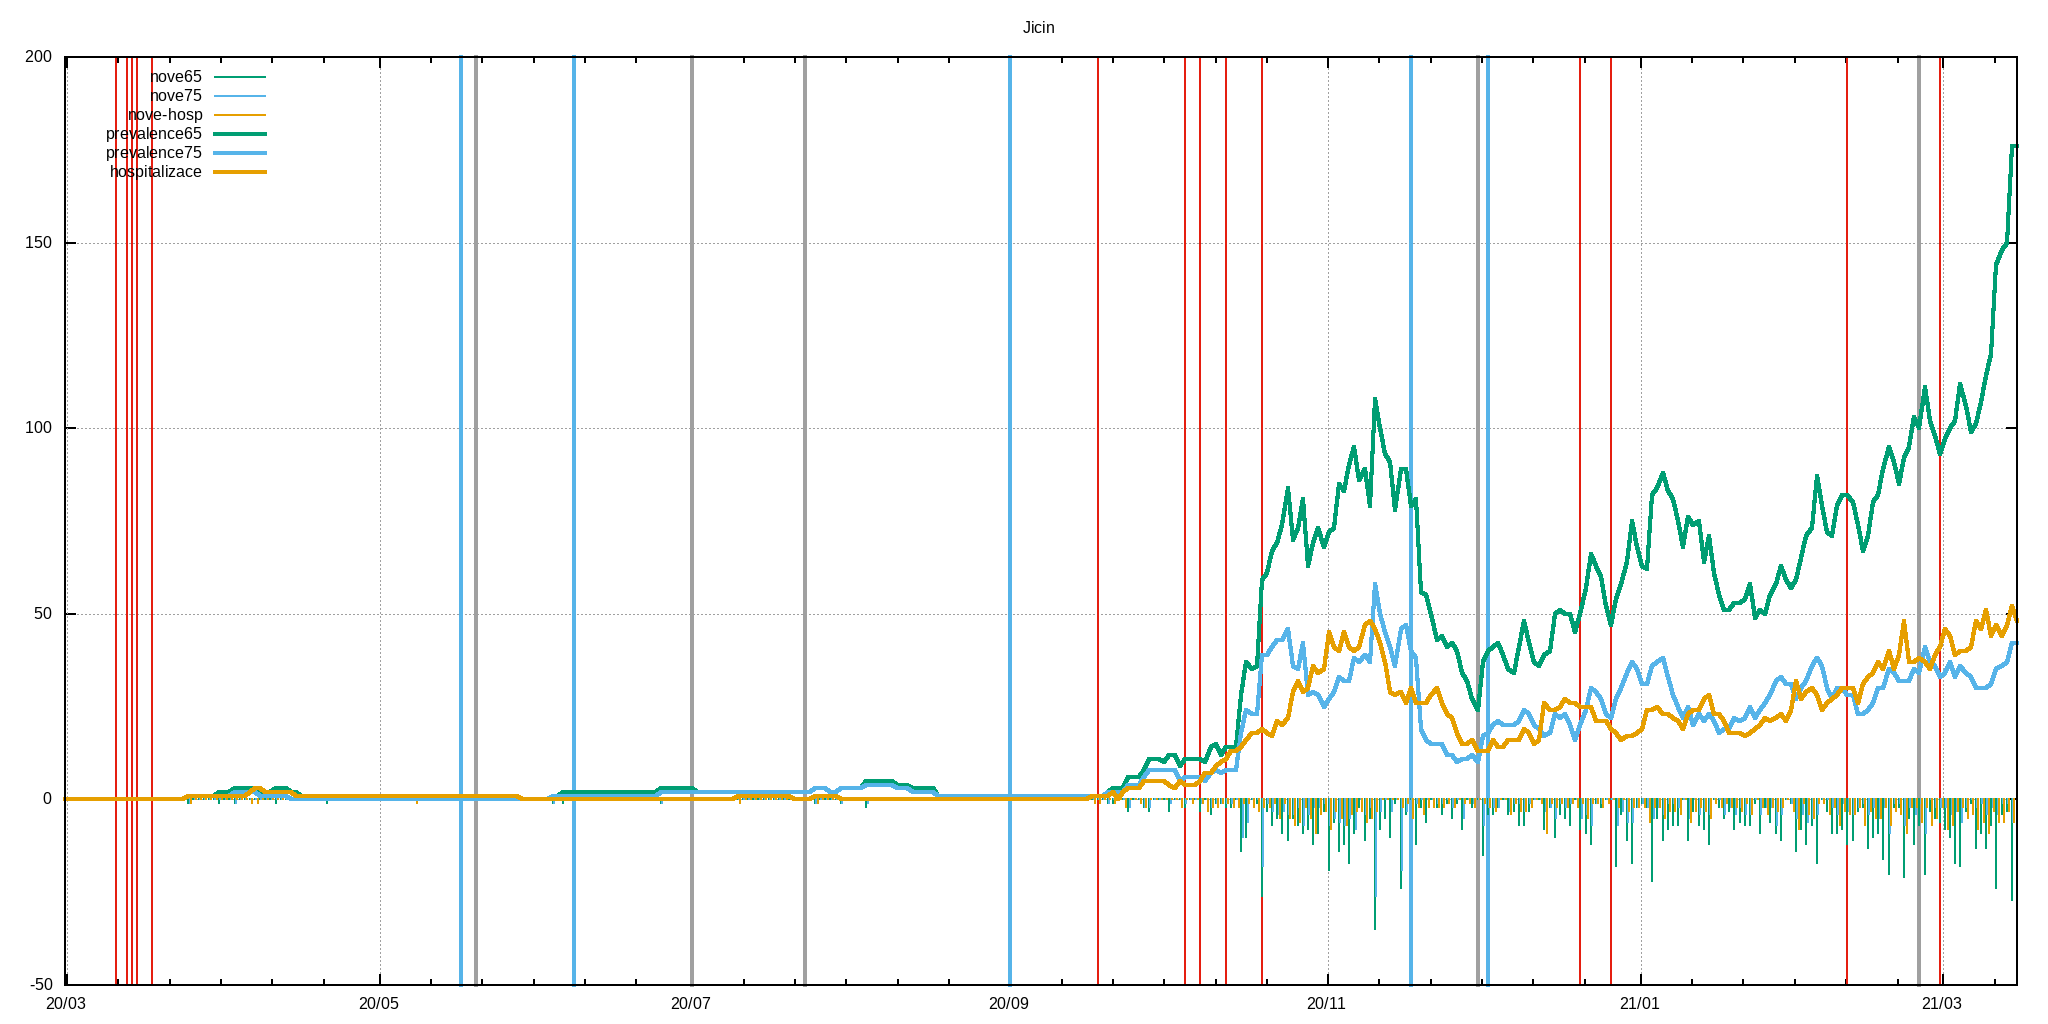 Jicin
200
nove65
nove75
nove-hosp
prevalence65
prevalence75
hospitalizace
150
100
50
0
-50
20/03 20/05 20/07 20/09 20/11 21/01 21/03